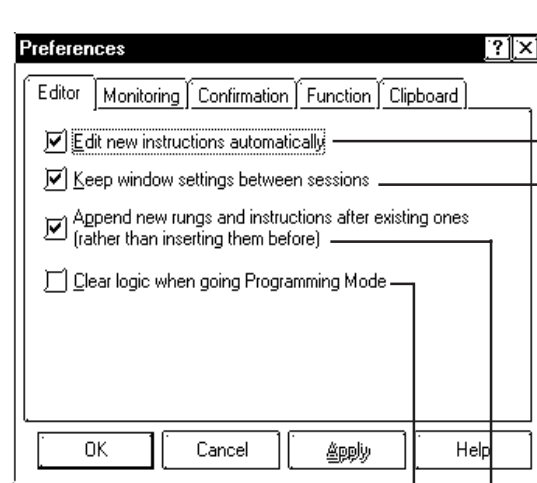 Preferences
Editor Monitoring Confirmation Function Clipboard
Edit new instructions automatically
Keep window settings between sessions
Append new rungs and instructions after existing ones
(rather than inserting them before)
Clear logic when going Programming Mode
OK Cancel Apply Help